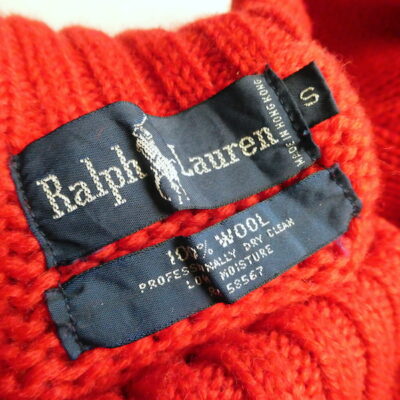 Ralph Lauren
MADE IN HONG KONG
S
100% WOOL
PROFESSIONALLY DRY CLEAN
LOW MOISTURE
58567